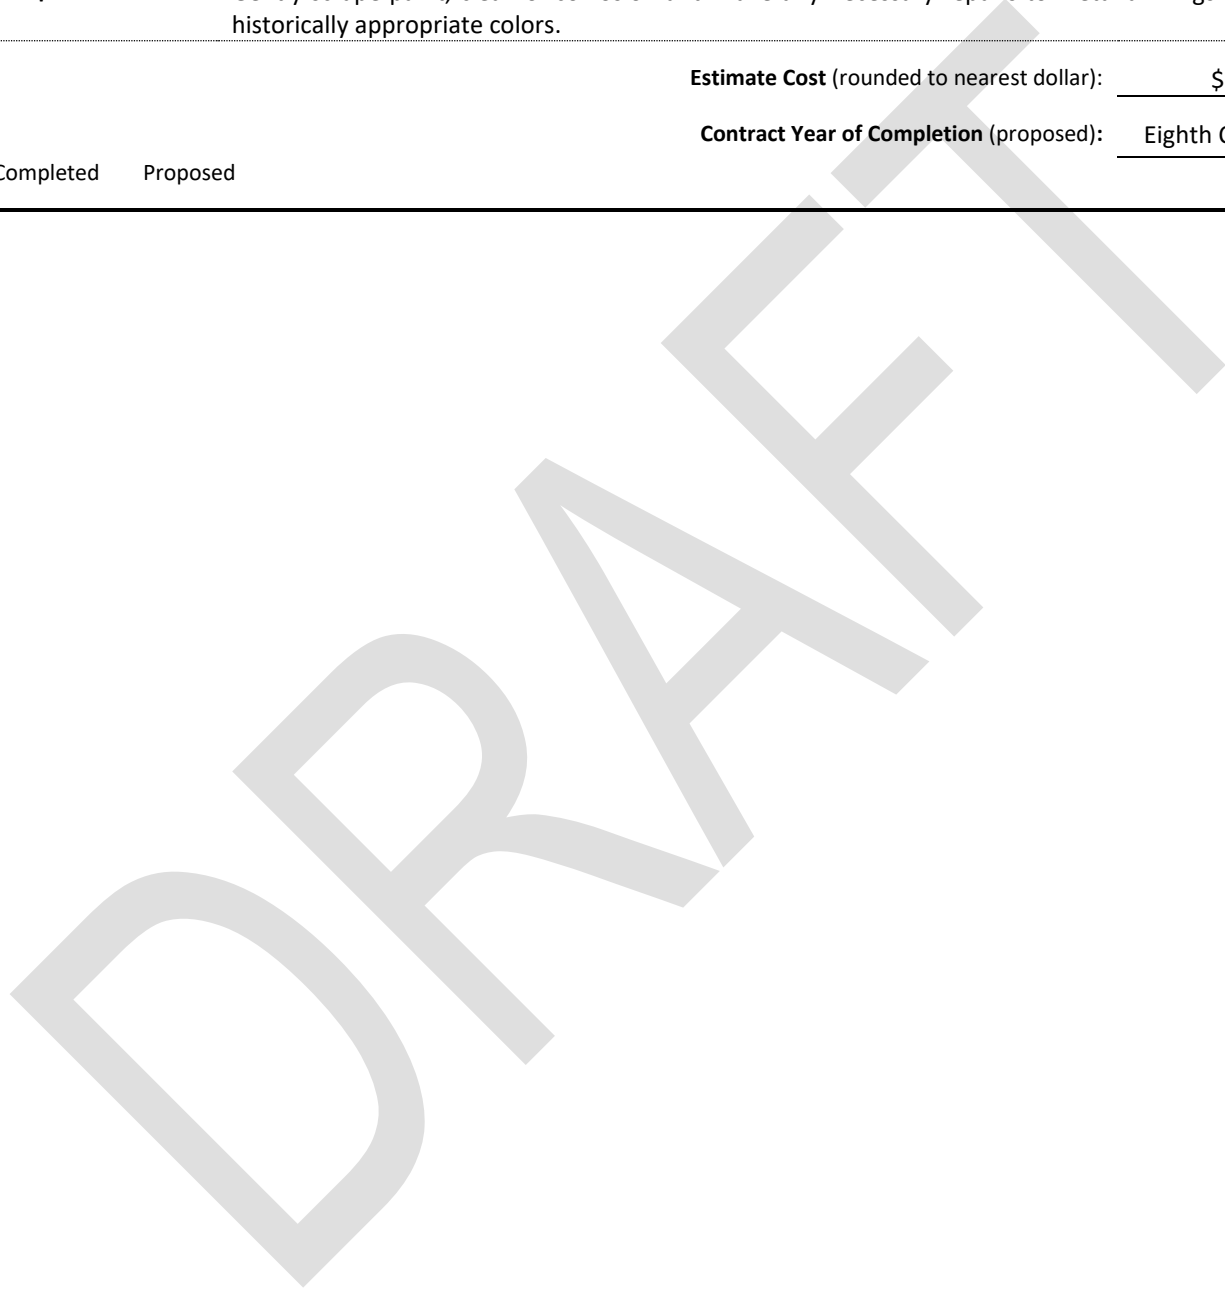 historically appropriate colors.
Estimate Cost (rounded to nearest dollar): $
Contract Year of Completion (proposed): Eighth
Completed Proposed
DRAFT